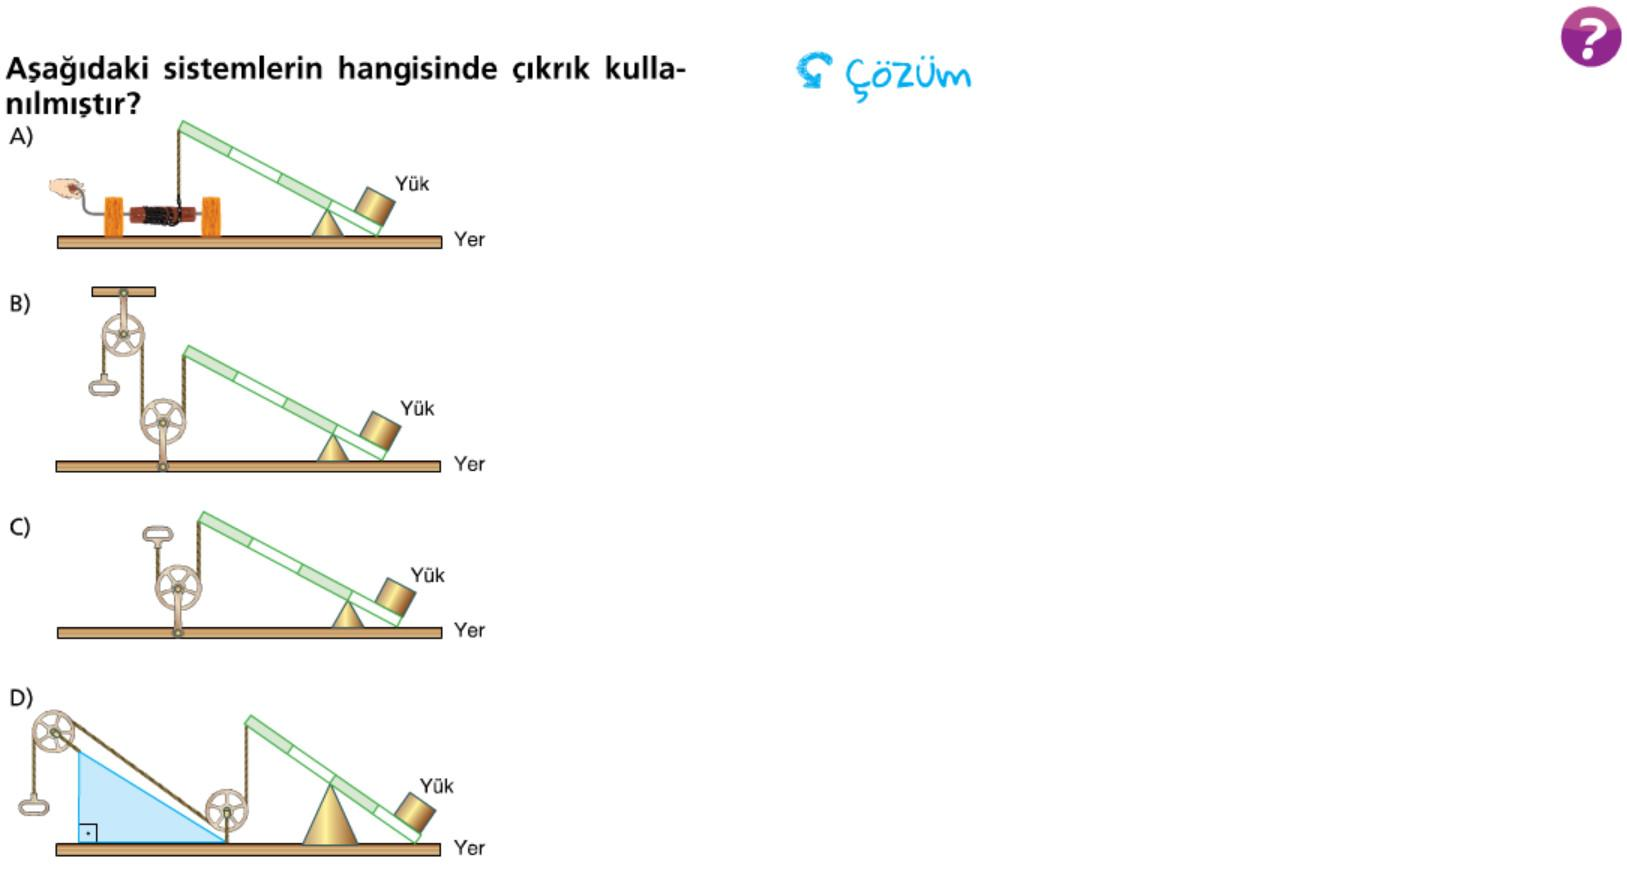 Aşağıdaki sistemlerin hangisinde çıkrık kulla-
nılmıştır?
Çözüm
?
A)
Yük
Yer
B)
Yük
Yer
C)
Yük
Yer
D)
Yük
Yer